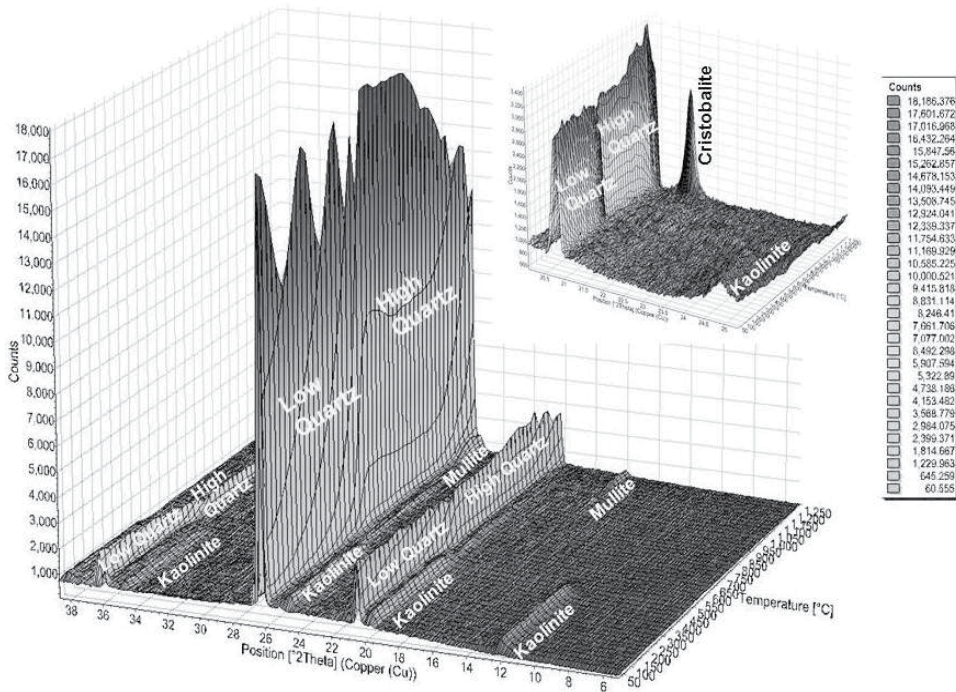 Counts
18,000
17,000
16,000
15,000
14,000
13,000
12,000
11,000
10,000
9,000
8,000
7,000
6,000
5,000
4,000
3,000
2,000
1,000
38
36
34
32
30
28
26
24
22
20
18
16
14
12
10
8
6
Position [°2Theta] (Copper (Cu))
Temperature [°C]
Low Quartz
High Quartz
Kaolinite
Low Quartz
High Quartz
Kaolinite
Mullite
Low Quartz
High Quartz
Kaolinite
Mullite
Kaolinite
Low Quartz
High Quartz
Cristobalite
Kaolinite
Counts
Position [°2Theta] (Copper (Cu))
Temperature [°C]
Counts
18,186.376
17,601.672
17,016.968
16,432.264
15,847.56
15,262.857
14,678.153
14,093.449
13,508.745
12,924.041
12,339.337
11,754.633
11,169.929
10,585.225
10,000.521
9,415.818
8,831.114
8,246.41
7,661.706
7,077.002
6,492.298
5,907.594
5,322.89
4,738.186
4,153.482
3,568.779
2,984.075
2,399.371
1,814.667
1,229.963
645.259
60.555